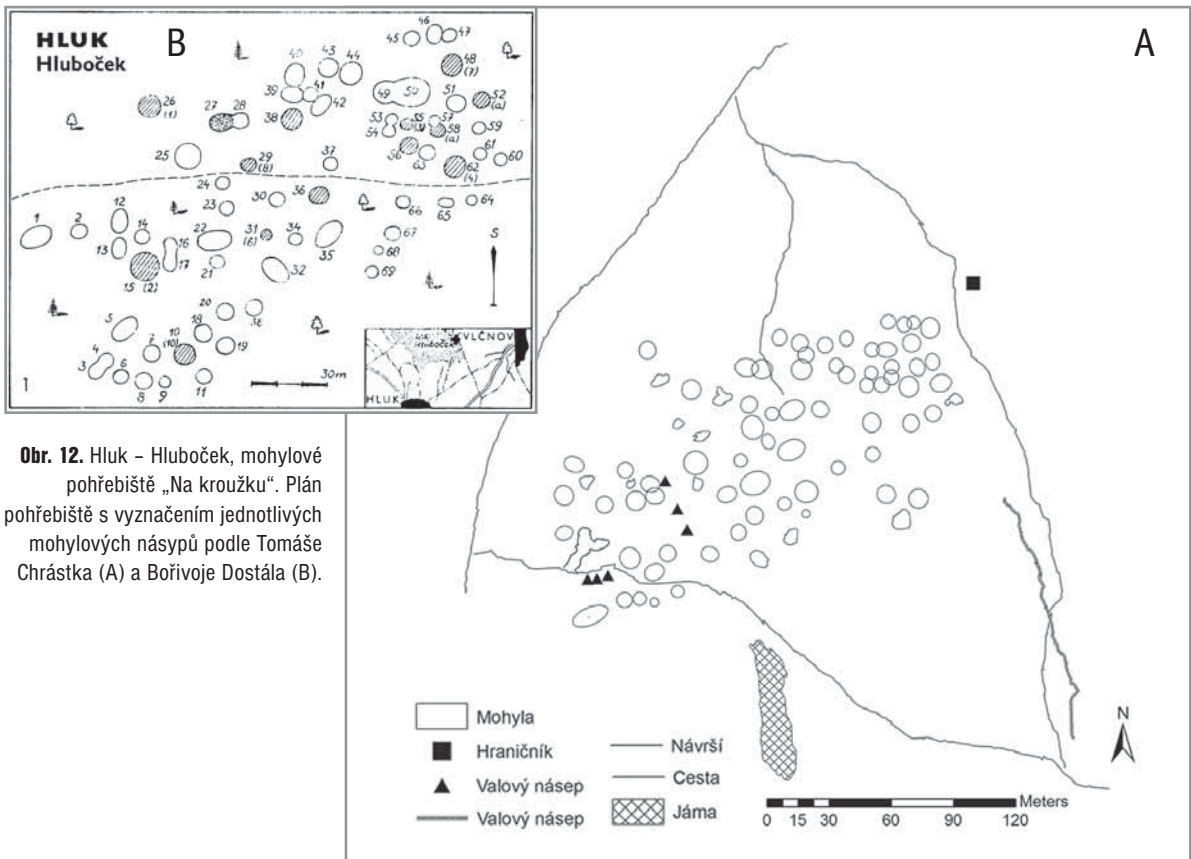 HLUK
Hluboček
B
46
45
47
43
44
40
48
(7)
26
(1)
27
28
39
41
42
38
49
50
51
52
(a)
53
54
57
58
(a)
59
56
63
61
60
62
(4)
25
29
(8)
37
24
23
30
36
66
65
64
1
2
12
14
13
15 (2)
16
17
22
21
31
(6)
34
35
32
67
68
69
S
5
4
3
6
7
8
9
10
(10)
18
20
19
11
30m
VLČNOV
HLUK
1
Obr. 12. Hluk – Hluboček, mohylové
pohřebiště „Na kroužku“. Plán
pohřebiště s vyznačením jednotlivých
mohylových násypů podle Tomáše
Chrástka (A) a Bořivoje Dostála (B).
A
Mohyla
Hraničník
Valový násep
Valový násep
Návrší
Cesta
Jáma
N
Meters
0 15 30 60 90 120